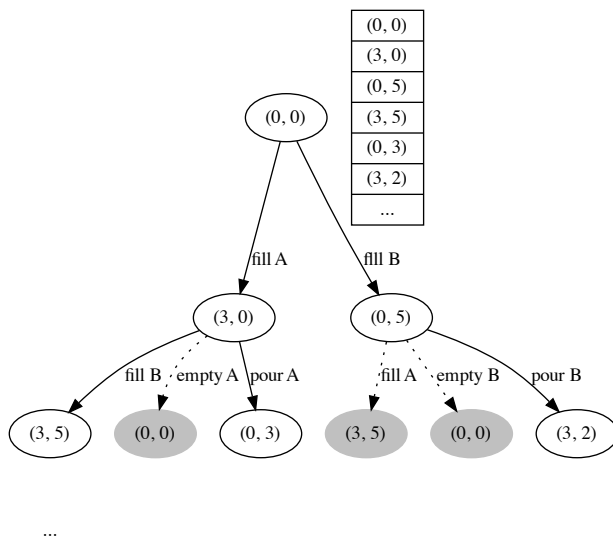 (0, 0)
(3, 0)
(0, 5)
(3, 5)
(0, 3)
(3, 2)
...
(0, 0)
fill A
flll B
(3, 0)
(0, 5)
fill B
empty A
pour A
fill A
empty B
pour B
(3, 5)
(0, 0)
(0, 3)
(3, 5)
(0, 0)
(3, 2)
...